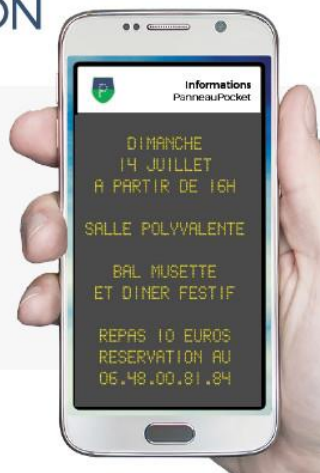 ON
Informations
PanneauPocket
DIMANCHE
14 JUILLET
A PARTIR DE 16H
SALLE POLYVALENTE
BAL MUSETTE
ET DINER FESTIF
REPAS 10 EUROS
RESERVATION AU
06.48.00.81.84